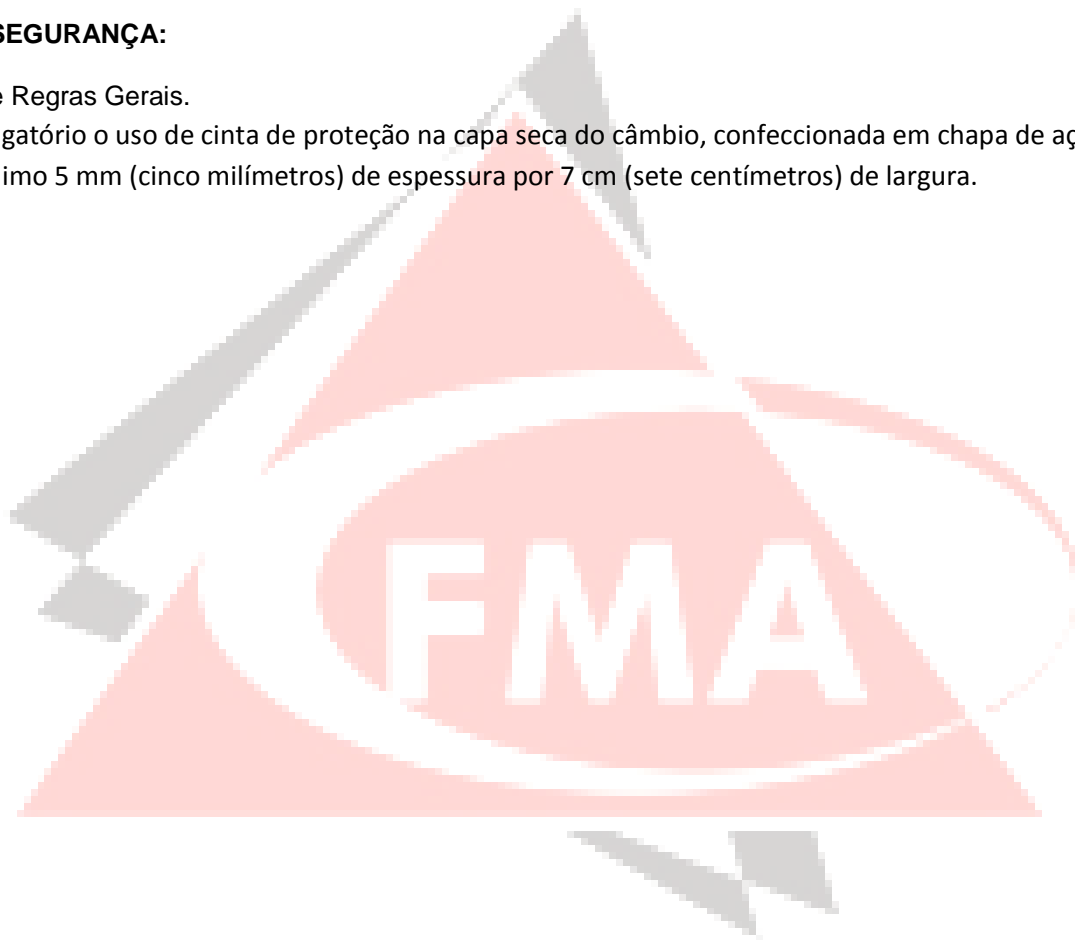 SEGURANÇA:
e Regras Gerais.
gatório o uso de cinta de proteção na capa seca do câmbio, confeccionada em chapa de aç
imo 5 mm (cinco milímetros) de espessura por 7 cm (sete centímetros) de largura.
FMA